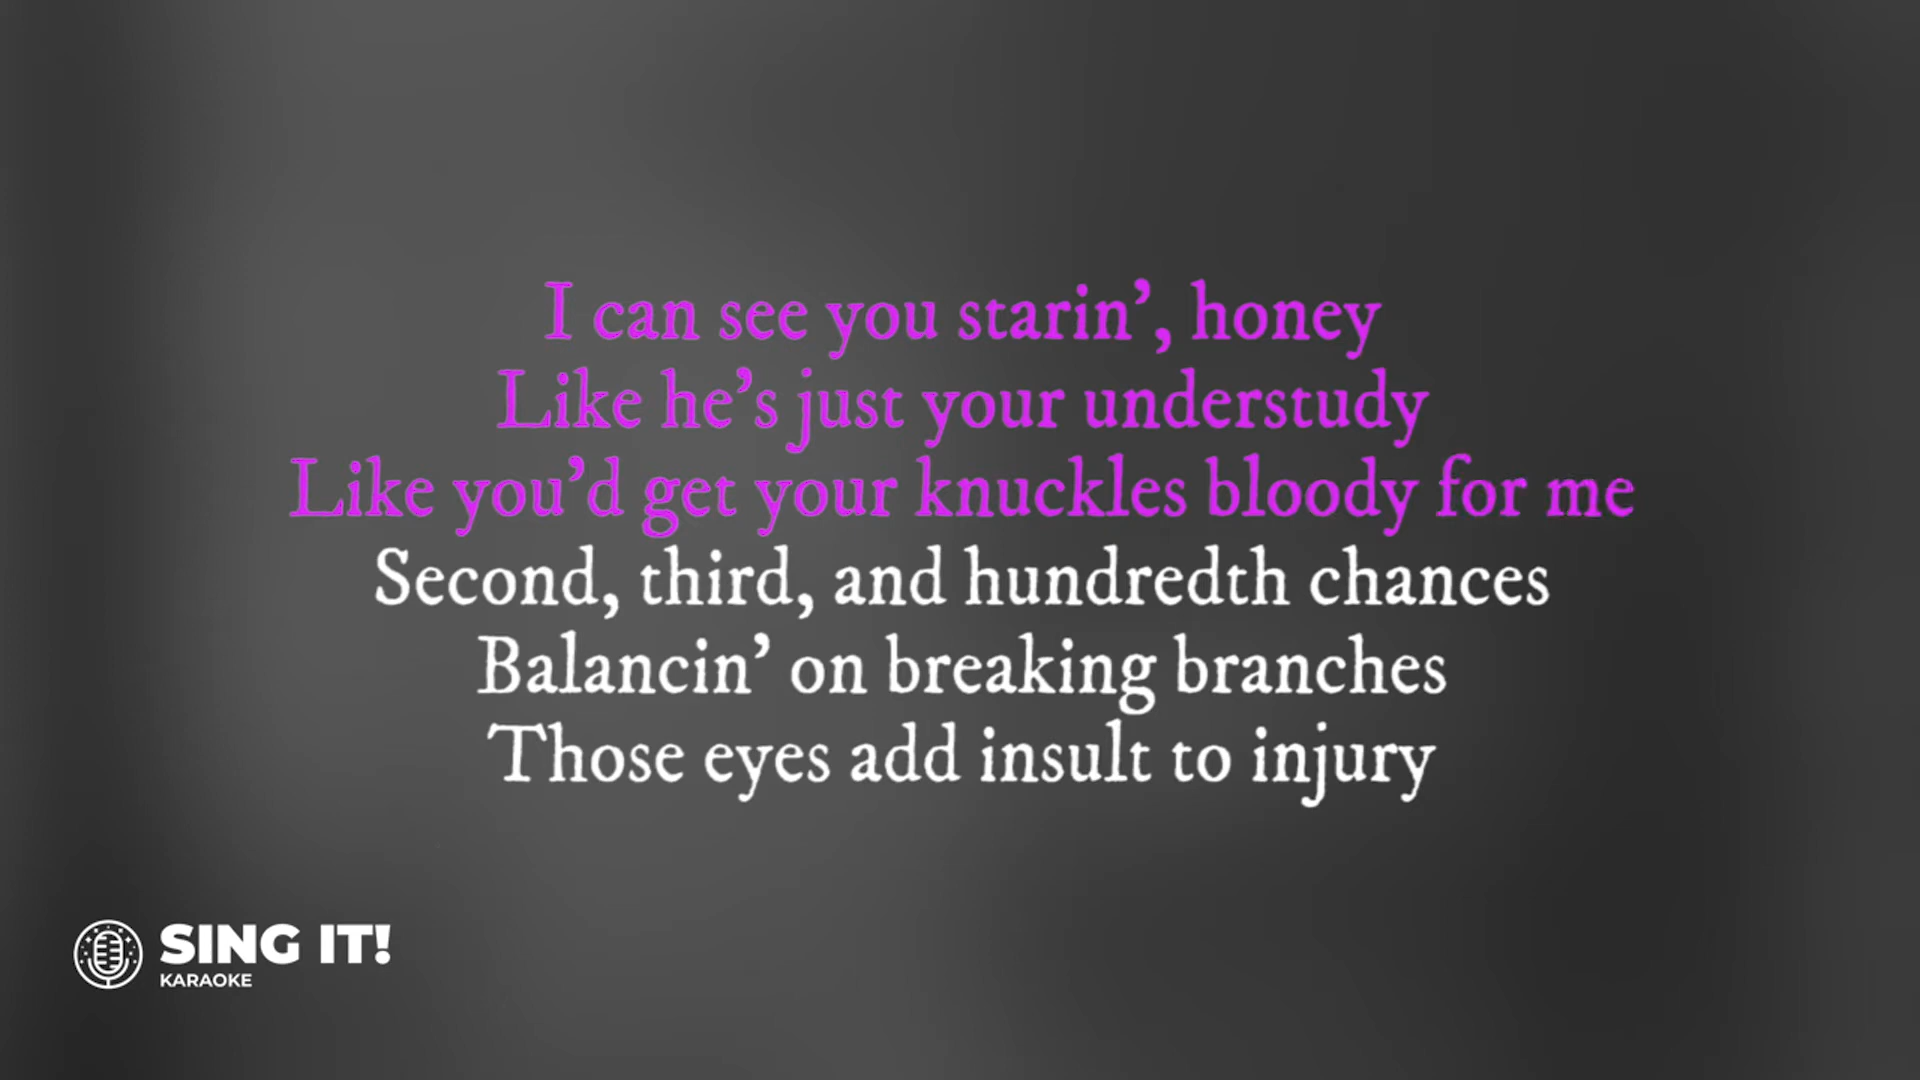 I can see you starin’, honey
Like he’s just your understudy
Like you’d get your knuckles bloody for me
Second, third, and hundredth chances
Balancin’ on breaking branches
Those eyes add insult to injury
SING IT!
KARAOKE